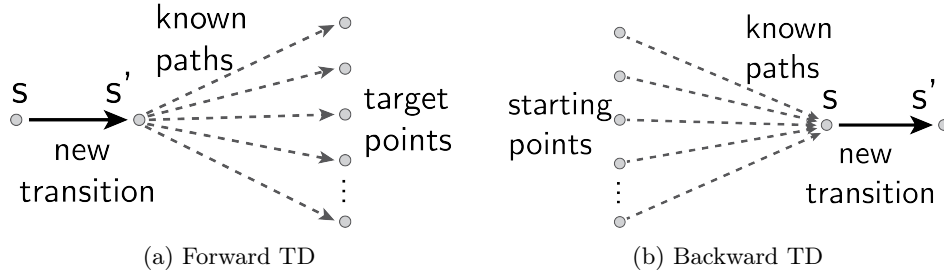 known
paths
s
s'
target
points
new
transition
⋮
(a) Forward TD
known
paths
starting
points
s
s'
new
transition
⋮
(b) Backward TD